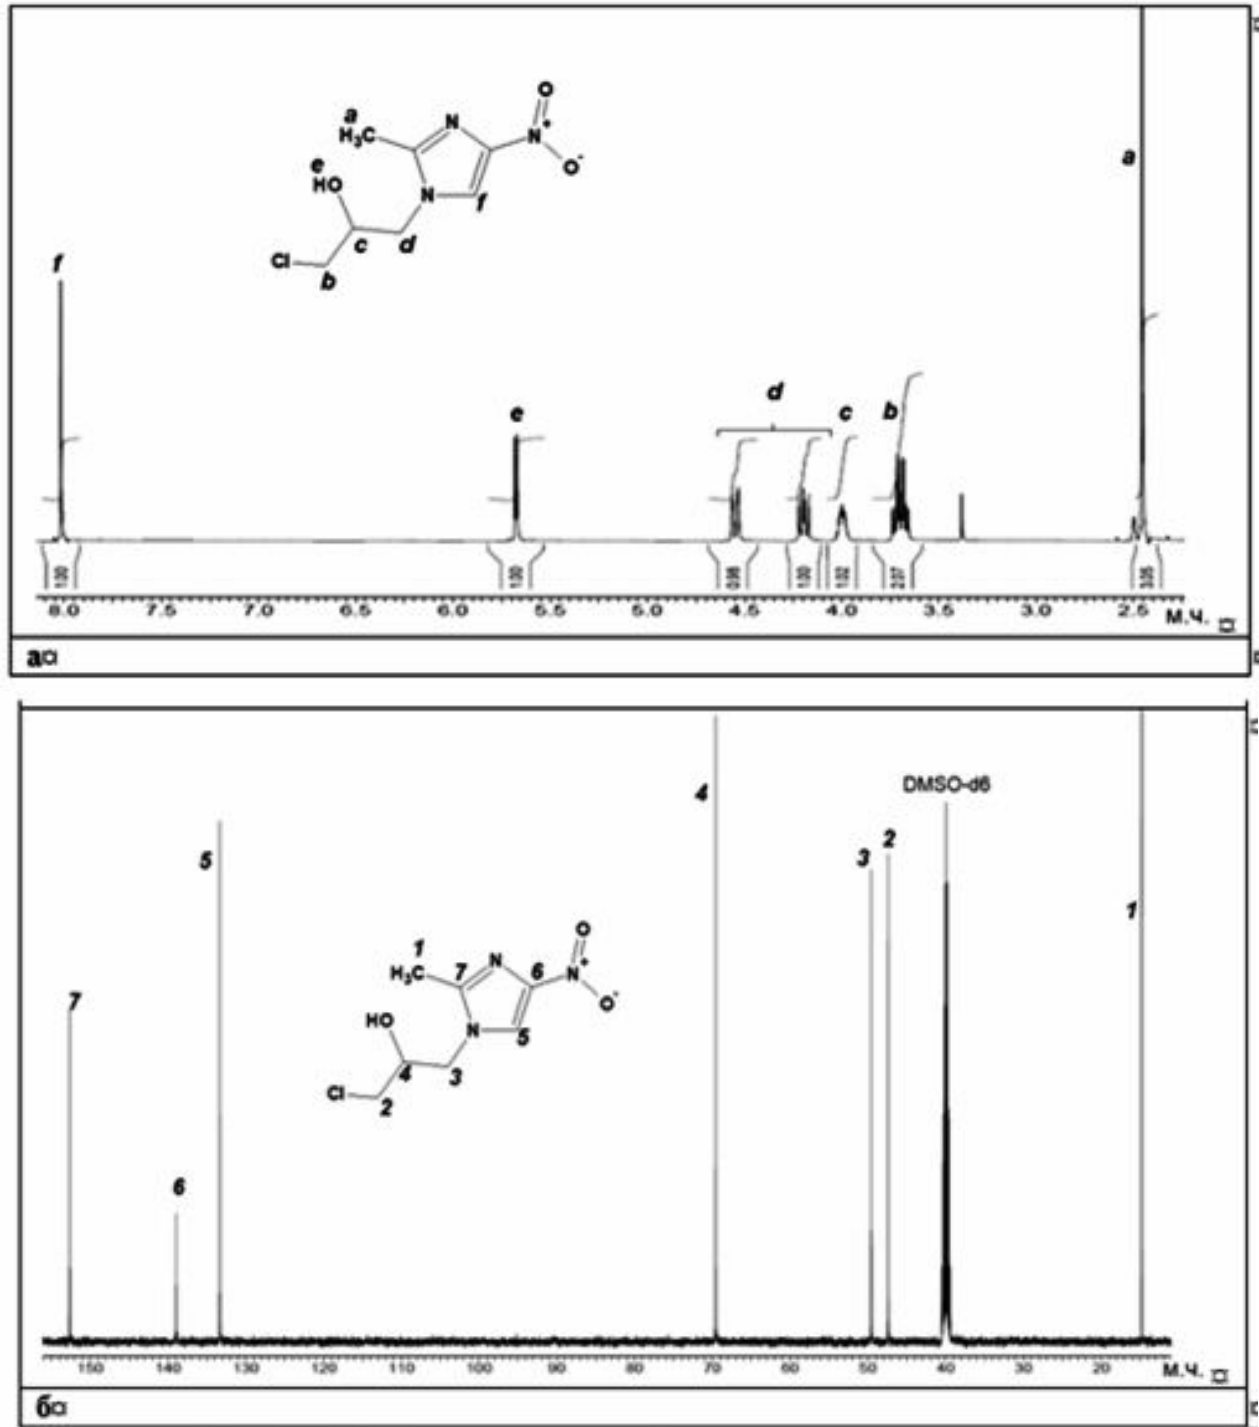 O
a
H₃C
N
N
+
O-
e
HO
N
f
c
d
Cl
b
f
a
e
d
c
b
1.00
1.00
0.98
1.00
1.02
2.07
3.05
8.0 7.5 7.0 6.5 6.0 5.5 5.0 4.5 4.0 3.5 3.0 2.5
М.Ч.
а
4
DMSO-d6
5
3
2
1
7
6
1
H₃C
7
N
6
N
+
O
O-
HO
N
5
4
3
Cl
2
150 140 130 120 110 100 90 80 70 60 50 40 30 20
М.Ч.
б